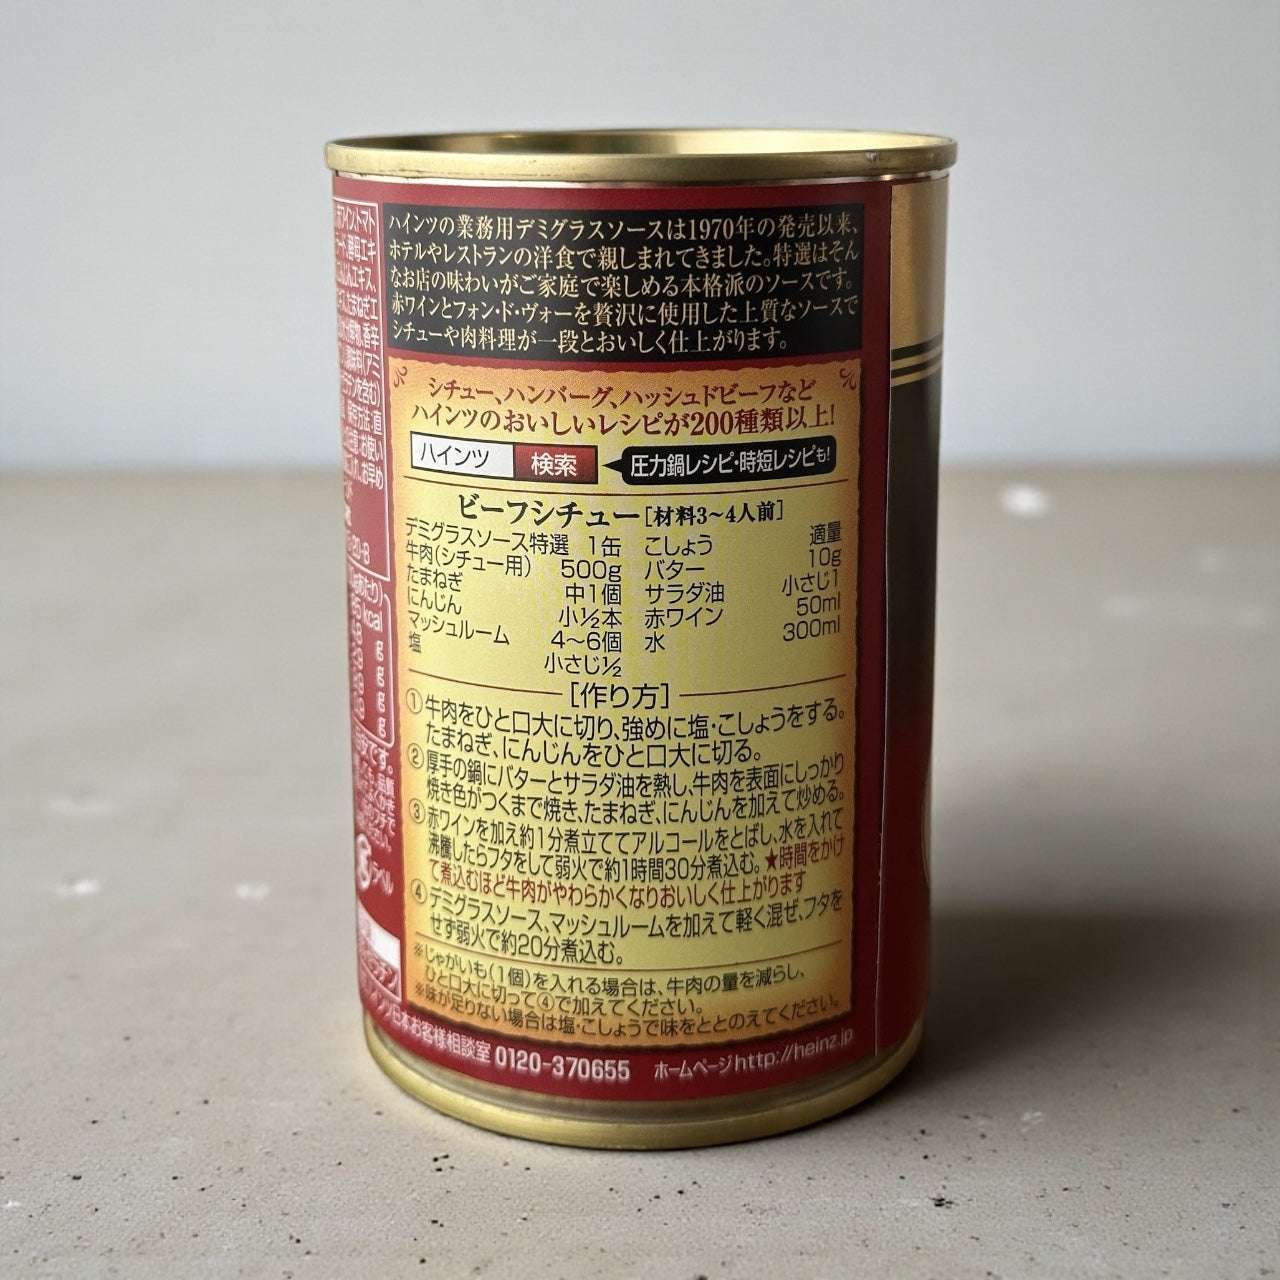 ハインツの業務用デミグラスソースは1970年の発売以来、
ホテルやレストランの洋食で親しまれてきました。特選はそん
なお店の味わいがご家庭で楽しめる本格派のソースです。
赤ワインとフォン・ド・ヴォーを贅沢に使用した上質なソースで
シチューや肉料理が一段とおいしく仕上がります。
シチュー、ハンバーグ、ハッシュドビーフなど
ハインツのおいしいレシピが200種類以上!
ハインツ 検索 圧力鍋レシピ・時短レシピも!
ビーフシチュー[材料3〜4人前]
デミグラスソース特選 1缶
牛肉(シチュー用) 500g
たまねぎ 中1個
にんじん 小½本
マッシュルーム 4〜6個
塩 小さじ½
こしょう 適量
バター 10g
サラダ油 小さじ1
赤ワイン 50ml
水 300ml
[作り方]
①牛肉をひと口大に切り、強めに塩・こしょうをする。
たまねぎ、にんじんをひと口大に切る。
②厚手の鍋にバターとサラダ油を熱し、牛肉を表面にしっかり
焼き色がつくまで焼き、たまねぎ、にんじんを加えて炒める。
③赤ワインを加え約1分煮立ててアルコールをとばし、水を入れて
沸騰したらフタをして弱火で約1時間30分煮込む。★時間をかけ
て煮込むほど牛肉がやわらかくなりおいしく仕上がります
④デミグラスソース、マッシュルームを加えて軽く混ぜ、フタを
せず弱火で約20分煮込む。
※じゃがいも(1個)を入れる場合は、牛肉の量を減らし、
ひと口大に切って④で加えてください。
※味が足りない場合は塩・こしょうで味をととのえてください。
日本お客様相談室 0120-370655 ホームページhttp://heinz.jp